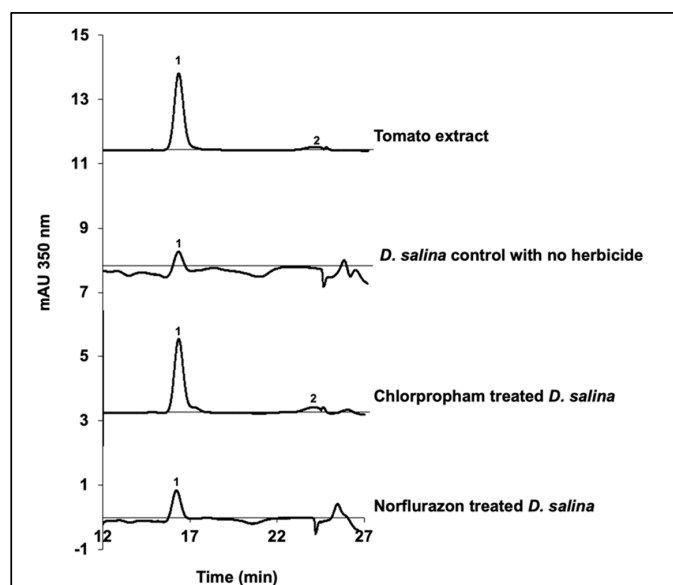 15
1
13
2
Tomato extract
11
9
1
D. salina control with no herbicide
mAU 350 nm
7
5
1
2
Chlorpropham treated D. salina
3
1
1
Norflurazon treated D. salina
-1
12 17 22 27
Time (min)